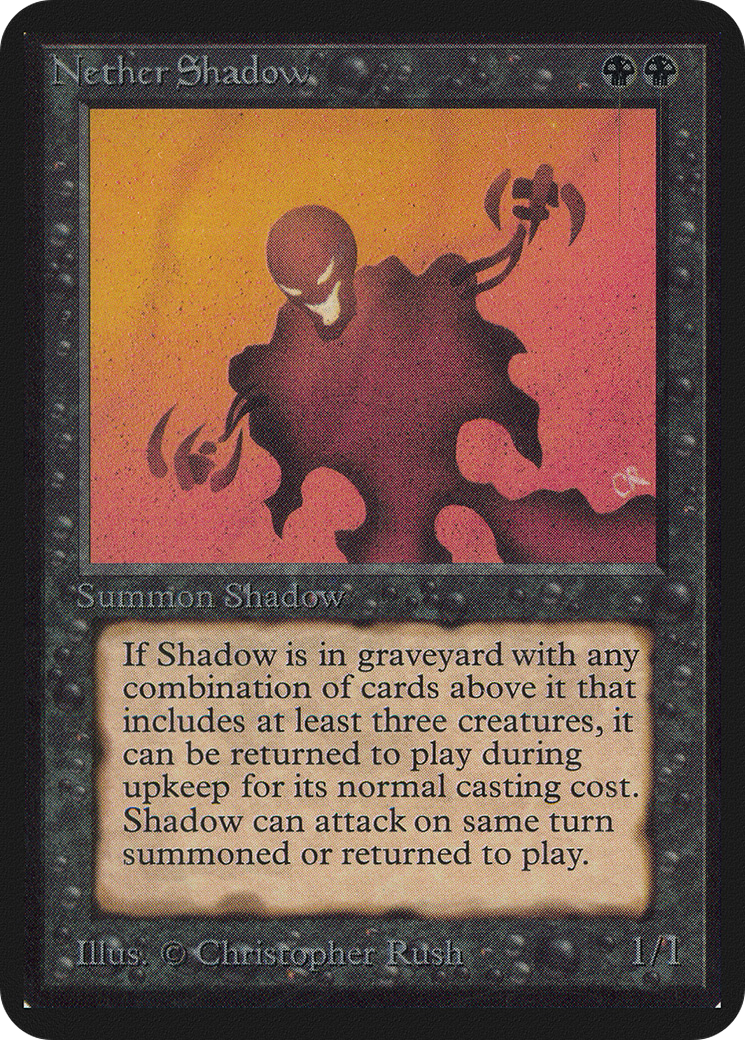 Nether Shadow
CR
Summon Shadow
If Shadow is in graveyard with any
combination of cards above it that
includes at least three creatures, it
can be returned to play during
upkeep for its normal casting cost.
Shadow can attack on same turn
summoned or returned to play.
Illus. © Christopher Rush 1/1